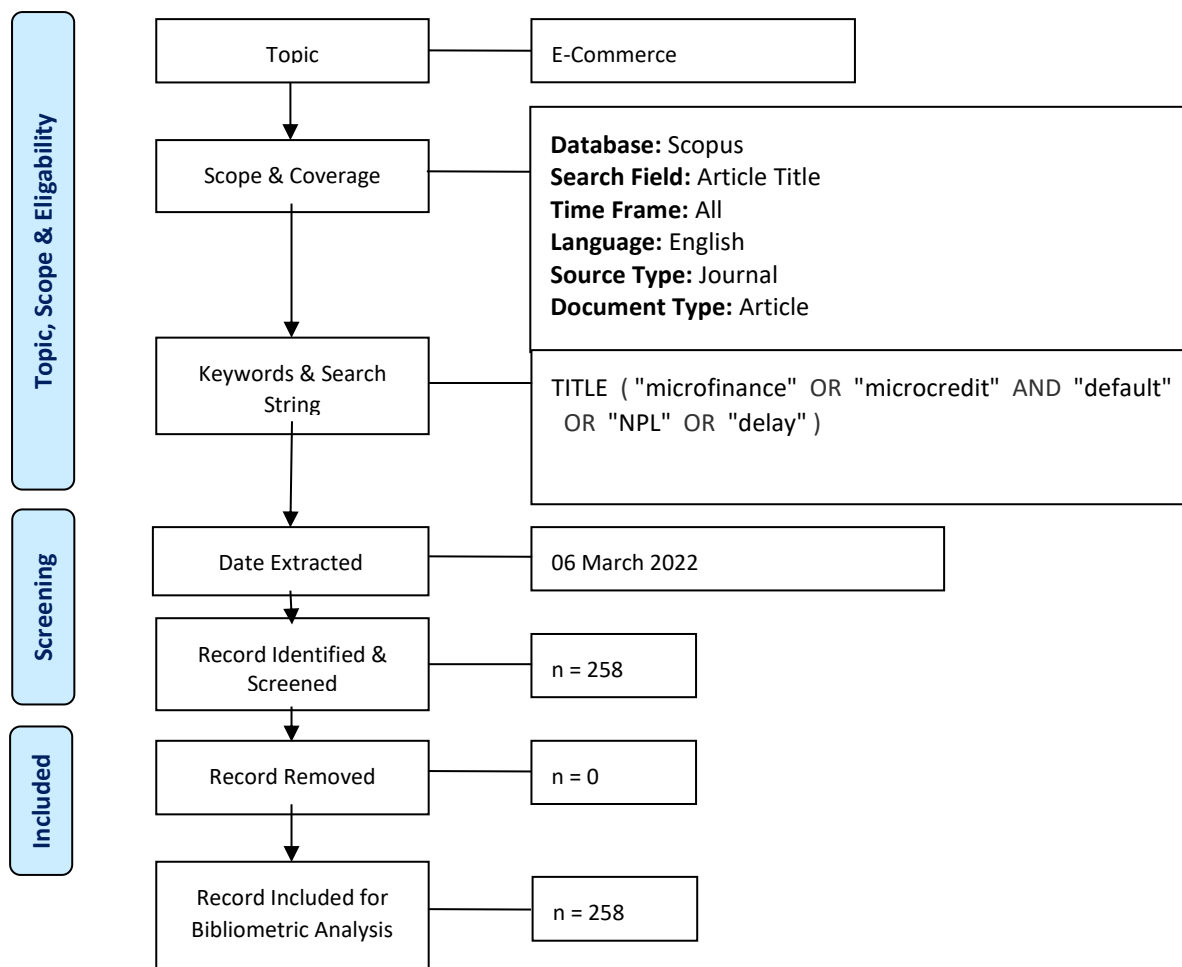 Topic, Scope & Eligability
Topic
E-Commerce
Scope & Coverage
Database: Scopus
Search Field: Article Title
Time Frame: All
Language: English
Source Type: Journal
Document Type: Article
Keywords & Search
String
TITLE ( "microfinance" OR "microcredit" AND "default"
OR "NPL" OR "delay" )
Screening
Date Extracted
06 March 2022
Record Identified &
Screened
n = 258
Included
Record Removed
n = 0
Record Included for
Bibliometric Analysis
n = 258